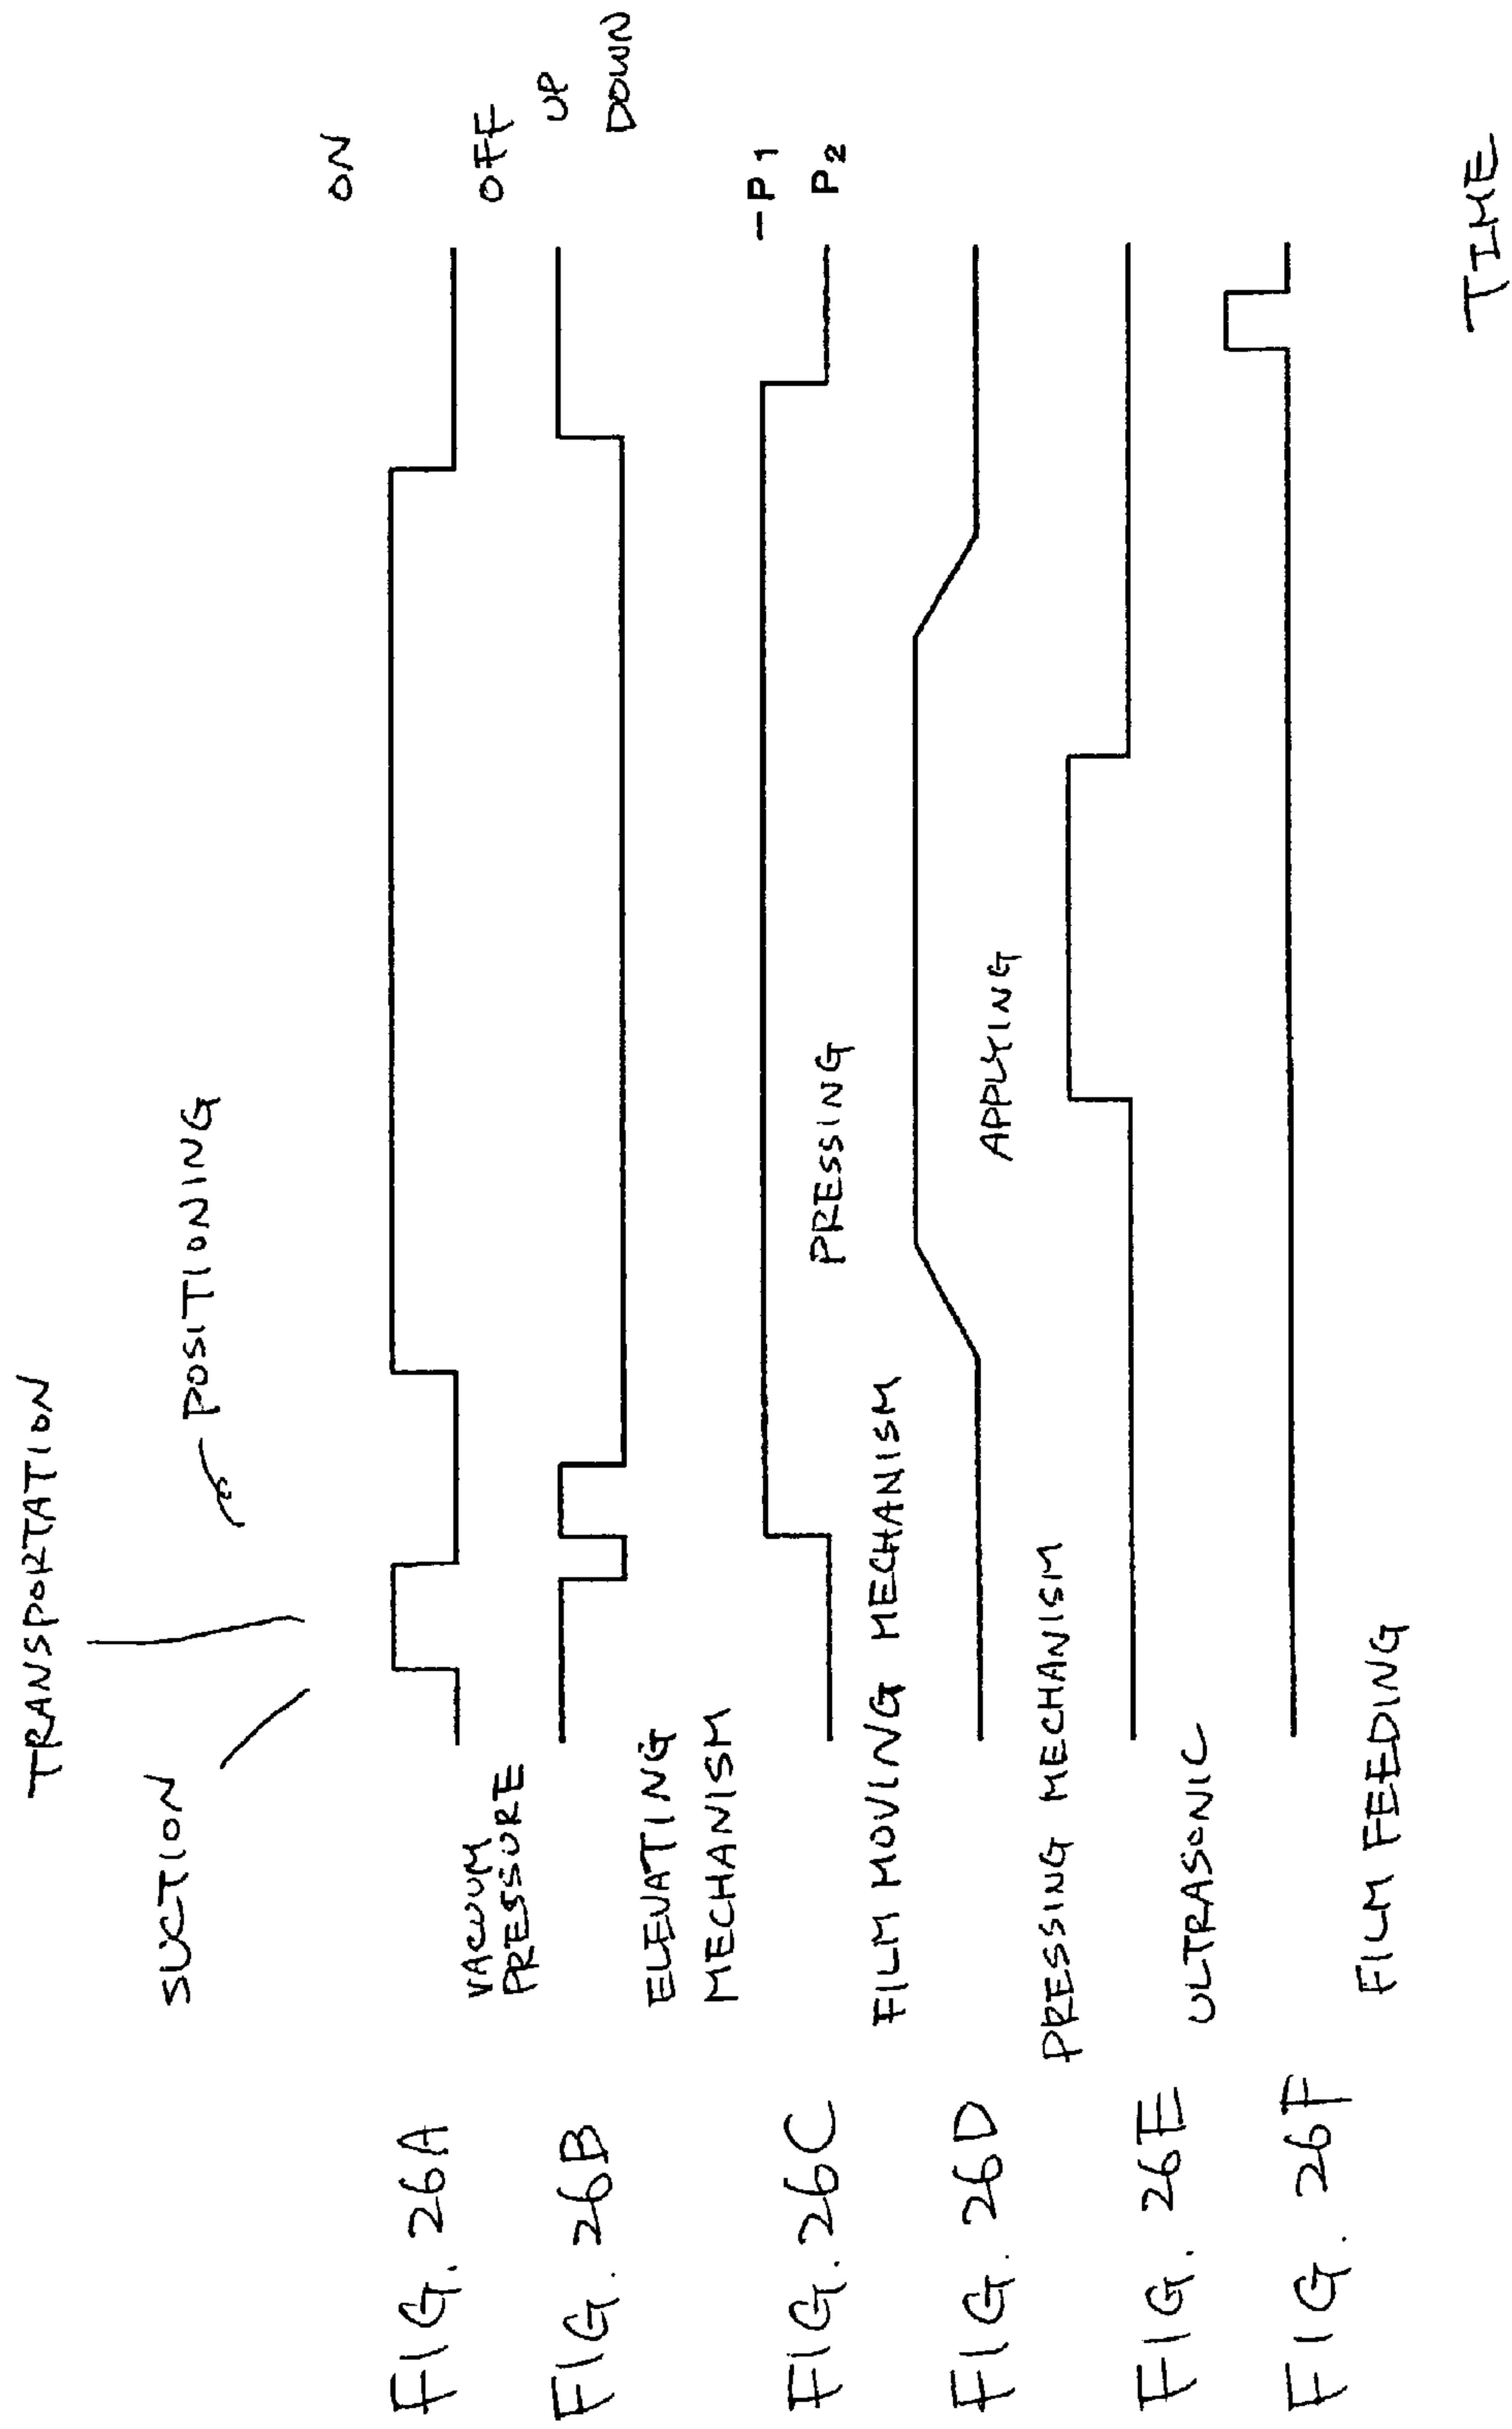 TRANSPORTATION
SUCTION
POSITIONING
ON
FIG. 26A
VACUUM
PRESSURE
OFF
FIG. 26B
UP
DOWN
ELEVATING
MECHANISM
FIG. 26C
-P1
P2
PRESSING
FILM MOVING MECHANISM
FIG. 26D
APPLYING
PRESSING MECHANISM
FIG. 26E
ULTRASONIC
FIG. 26F
FILM FEEDING
TIME